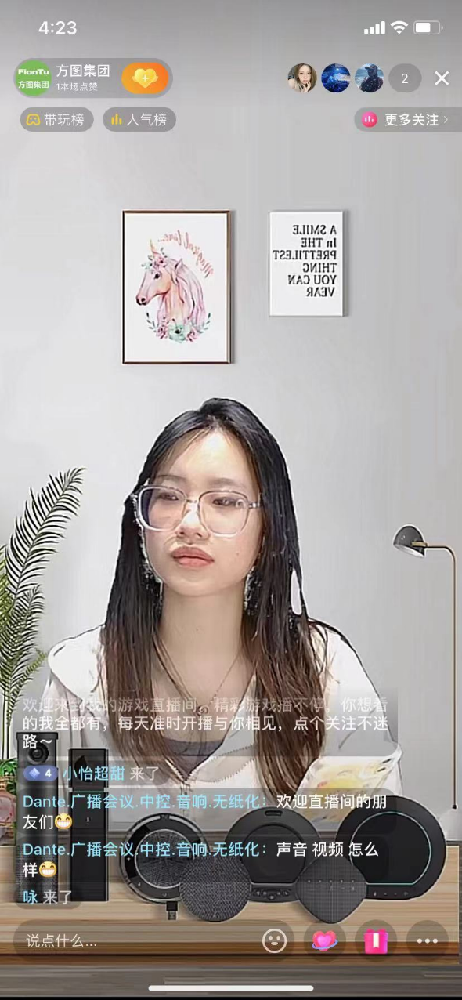 4:23
FionTu
方图集团
方图集团
1本场点赞
2
带玩榜
人气榜
更多关注
Magical love...
A SMILE
In THE
PRETTILEST
THING
YOU CAN
VEAR
欢迎来到我的游戏直播间，精彩游戏播不停，你想看
的我全都有，每天准时开播与你相见，点个关注不迷
路～
4 小怡超甜 来了
Dante.广播会议.中控.音响.无纸化：欢迎直播间的朋
友们😁
Dante.广播会议.中控.音响.无纸化：声音 视频 怎么
样😁
咏 来了
说点什么...